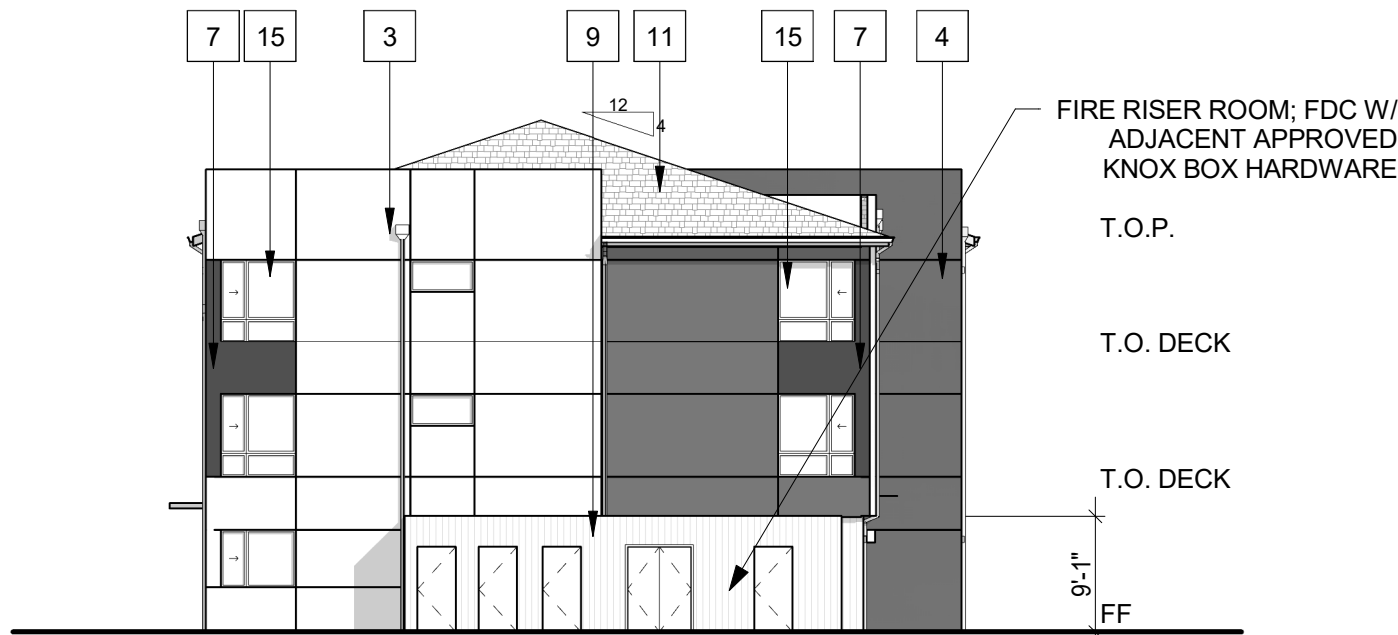 7 15 3 9 11 15 7 4
12
4
FIRE RISER ROOM; FDC W/
ADJACENT APPROVED
KNOX BOX HARDWARE
T.O.P.
T.O. DECK
T.O. DECK
9'-1"
FF